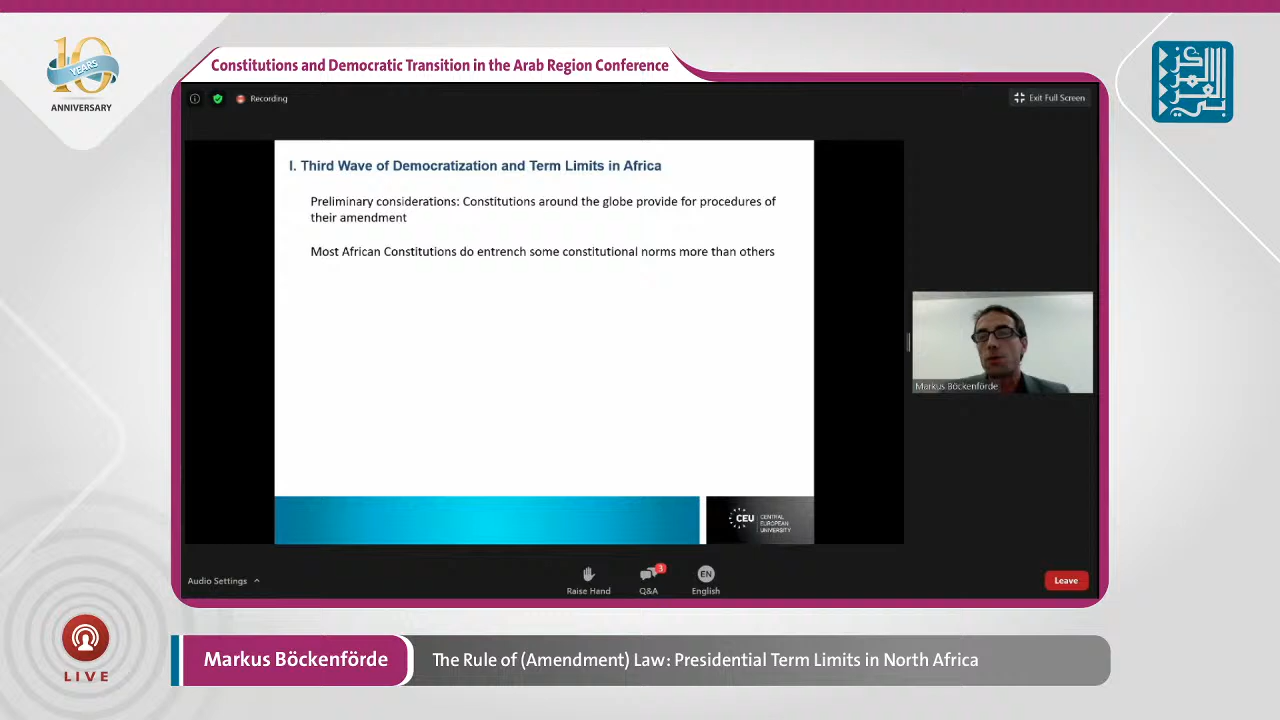 10
YEARS
ANNIVERSARY
Constitutions and Democratic Transition in the Arab Region Conference
المركز
العربي
Recording
Exit Full Screen
I. Third Wave of Democratization and Term Limits in Africa
Preliminary considerations: Constitutions around the globe provide for procedures of
their amendment
Most African Constitutions do entrench some constitutional norms more than others
Markus Böckenförde
CEU
CENTRAL
EUROPEAN
UNIVERSITY
Audio Settings
Raise Hand
3
Q&A
EN
English
Leave
LIVE
Markus Böckenförde
The Rule of (Amendment) Law: Presidential Term Limits in North Africa